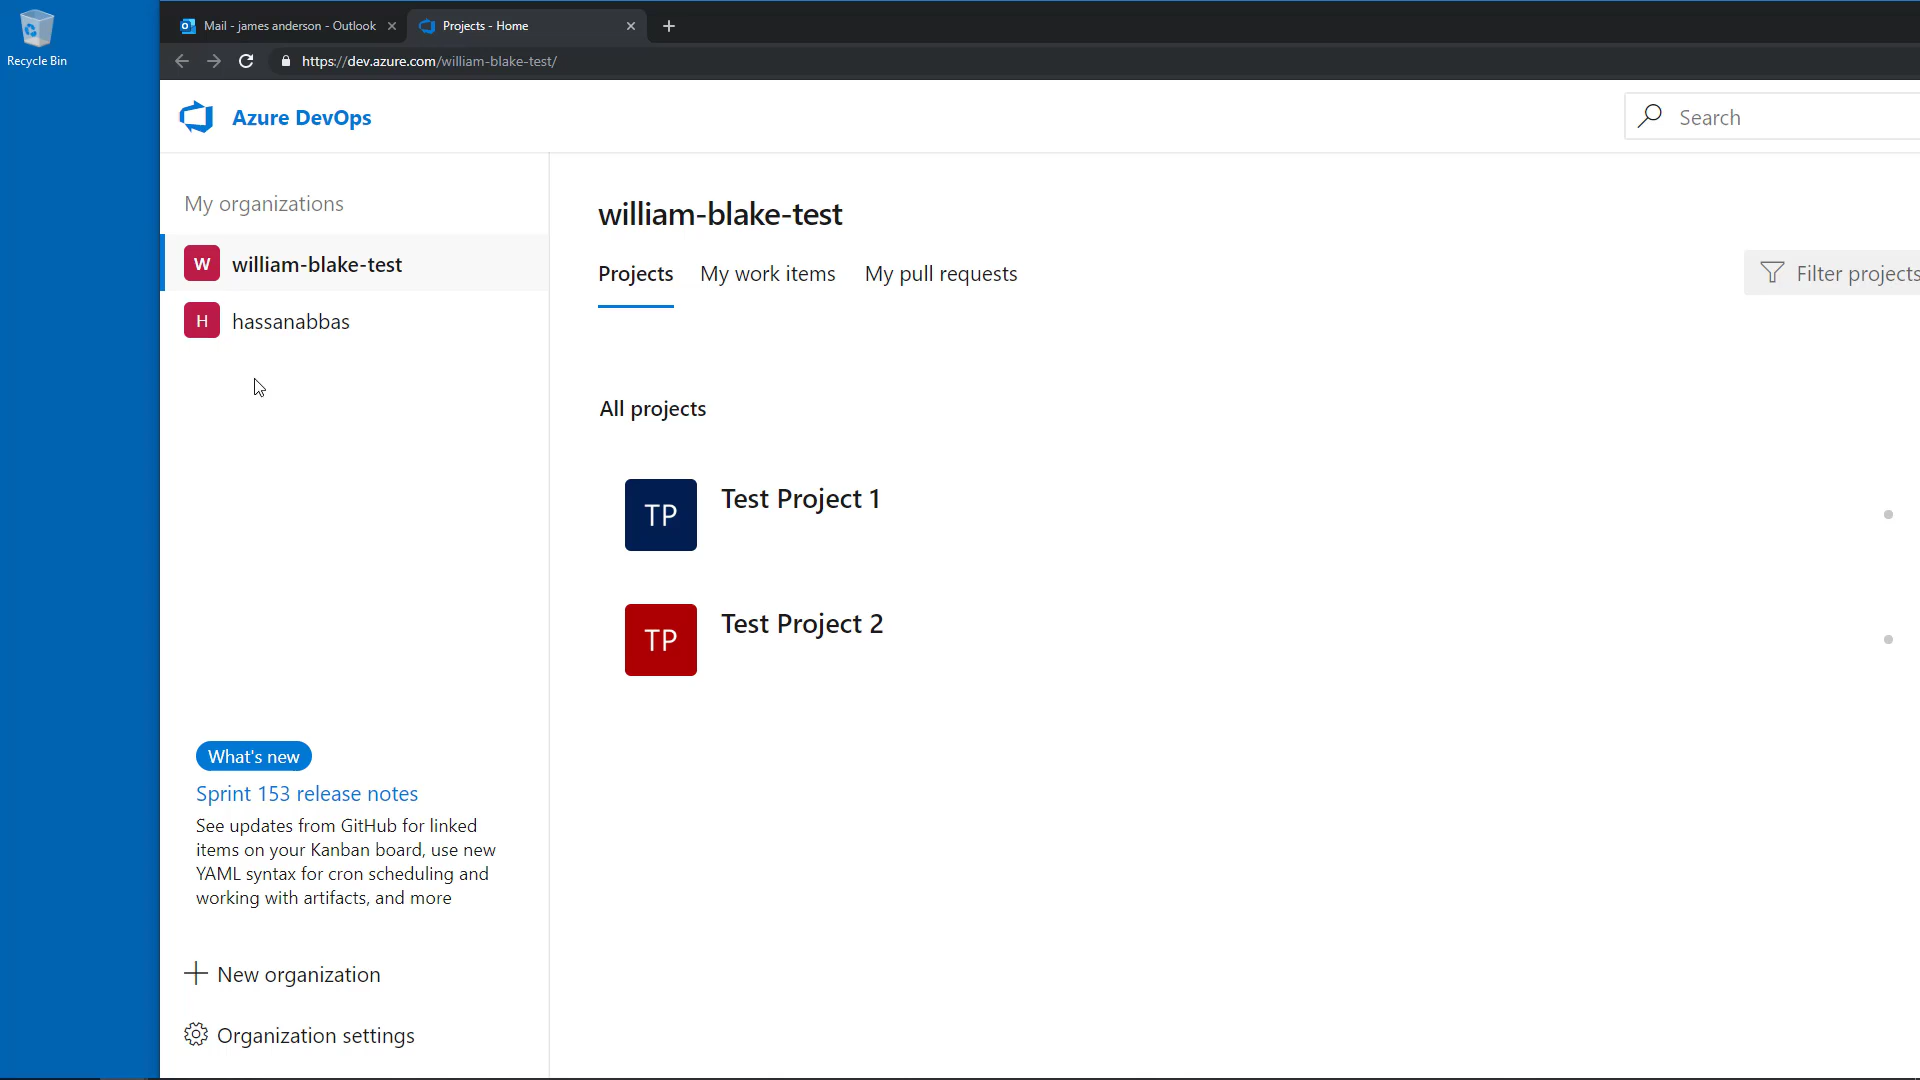 Recycle Bin
Mail - james anderson - Outlook
Projects - Home
https://dev.azure.com/william-blake-test/
Azure DevOps
Search
My organizations
W william-blake-test
H hassanabbas
william-blake-test
Projects My work items My pull requests
Filter projects
All projects
TP Test Project 1
TP Test Project 2
What's new
Sprint 153 release notes
See updates from GitHub for linked
items on your Kanban board, use new
YAML syntax for cron scheduling and
working with artifacts, and more
New organization
Organization settings